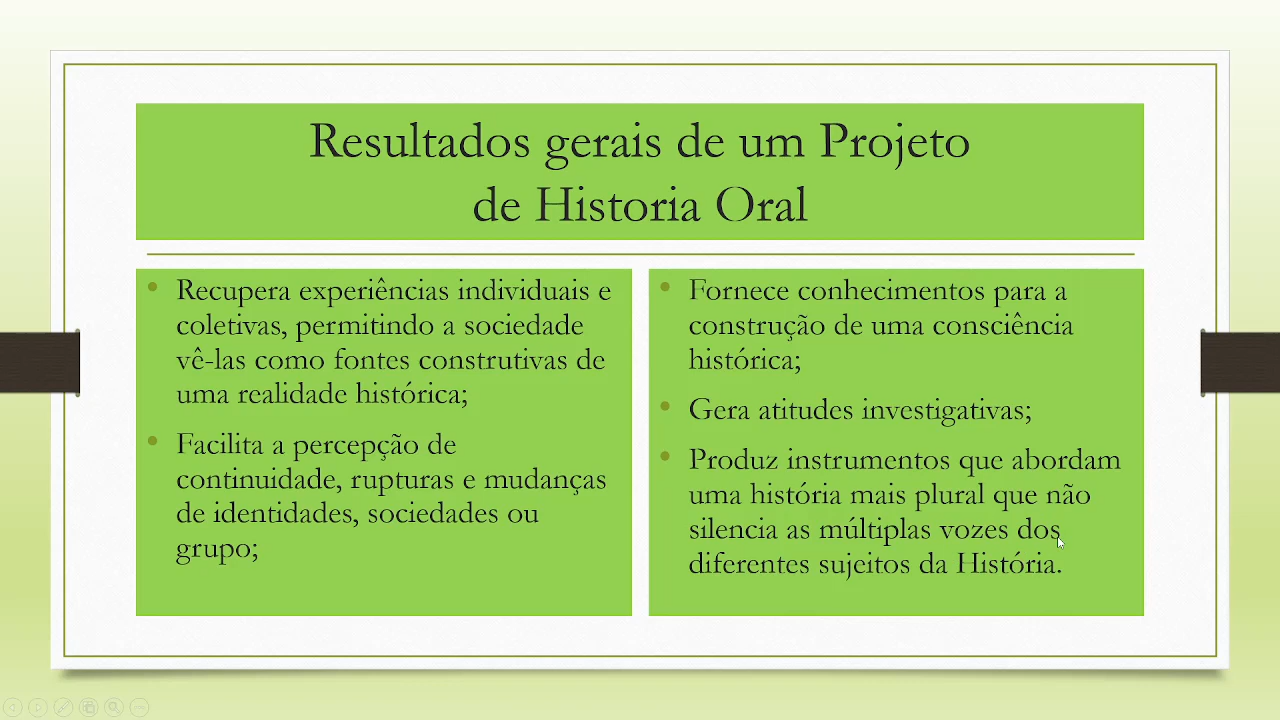 Resultados gerais de um Projeto
de Historia Oral
• Recupera experiências individuais e
coletivas, permitindo a sociedade
vê-las como fontes construtivas de
uma realidade histórica;
• Facilita a percepção de
continuidade, rupturas e mudanças
de identidades, sociedades ou
grupo;
• Fornece conhecimentos para a
construção de uma consciência
histórica;
• Gera atitudes investigativas;
• Produz instrumentos que abordam
uma história mais plural que não
silencia as múltiplas vozes dos
diferentes sujeitos da História.